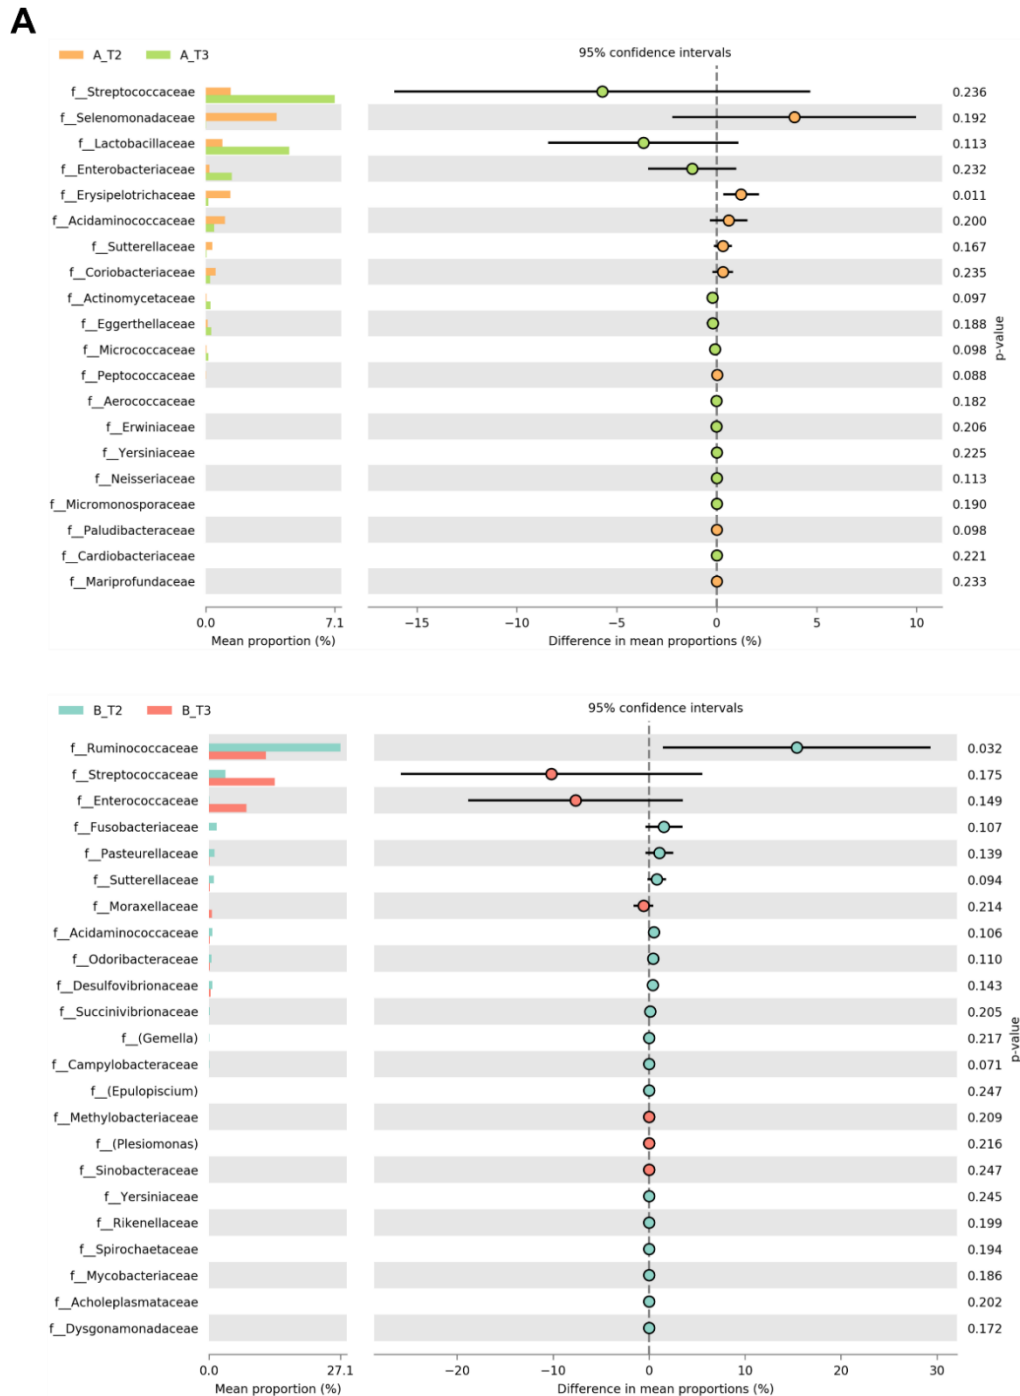 A
A_T2 A_T3 95% confidence intervals
f__Streptococcaceae 0.236
f__Selenomonadaceae 0.192
f__Lactobacillaceae 0.113
f__Enterobacteriaceae 0.232
f__Erysipelotrichaceae 0.011
f__Acidaminococcaceae 0.200
f__Sutterellaceae 0.167
f__Coriobacteriaceae 0.235
f__Actinomycetaceae 0.097
f__Eggerthellaceae 0.188
f__Micrococcaceae 0.098
f__Peptococcaceae 0.088
f__Aerococcaceae 0.182
f__Erwiniaceae 0.206
f__Yersiniaceae 0.225
f__Neisseriaceae 0.113
f__Micromonosporaceae 0.190
f__Paludibacteraceae 0.098
f__Cardiobacteriaceae 0.221
f__Mariprofundaceae 0.233
p-value
0.0 7.1 −15 −10 −5 0 5 10
Mean proportion (%) Difference in mean proportions (%)
B_T2 B_T3 95% confidence intervals
f__Ruminococcaceae 0.032
f__Streptococcaceae 0.175
f__Enterococcaceae 0.149
f__Fusobacteriaceae 0.107
f__Pasteurellaceae 0.139
f__Sutterellaceae 0.094
f__Moraxellaceae 0.214
f__Acidaminococcaceae 0.106
f__Odoribacteraceae 0.110
f__Desulfovibrionaceae 0.143
f__Succinivibrionaceae 0.205
f__(Gemella) 0.217
f__Campylobacteraceae 0.071
f__(Epulopiscium) 0.247
f__Methylobacteriaceae 0.209
f__(Plesiomonas) 0.216
f__Sinobacteraceae 0.247
f__Yersiniaceae 0.245
f__Rikenellaceae 0.199
f__Spirochaetaceae 0.194
f__Mycobacteriaceae 0.186
f__Acholeplasmataceae 0.202
f__Dysgonamonadaceae 0.172
p-value
0.0 27.1 −20 −10 0 10 20 30
Mean proportion (%) Difference in mean proportions (%)